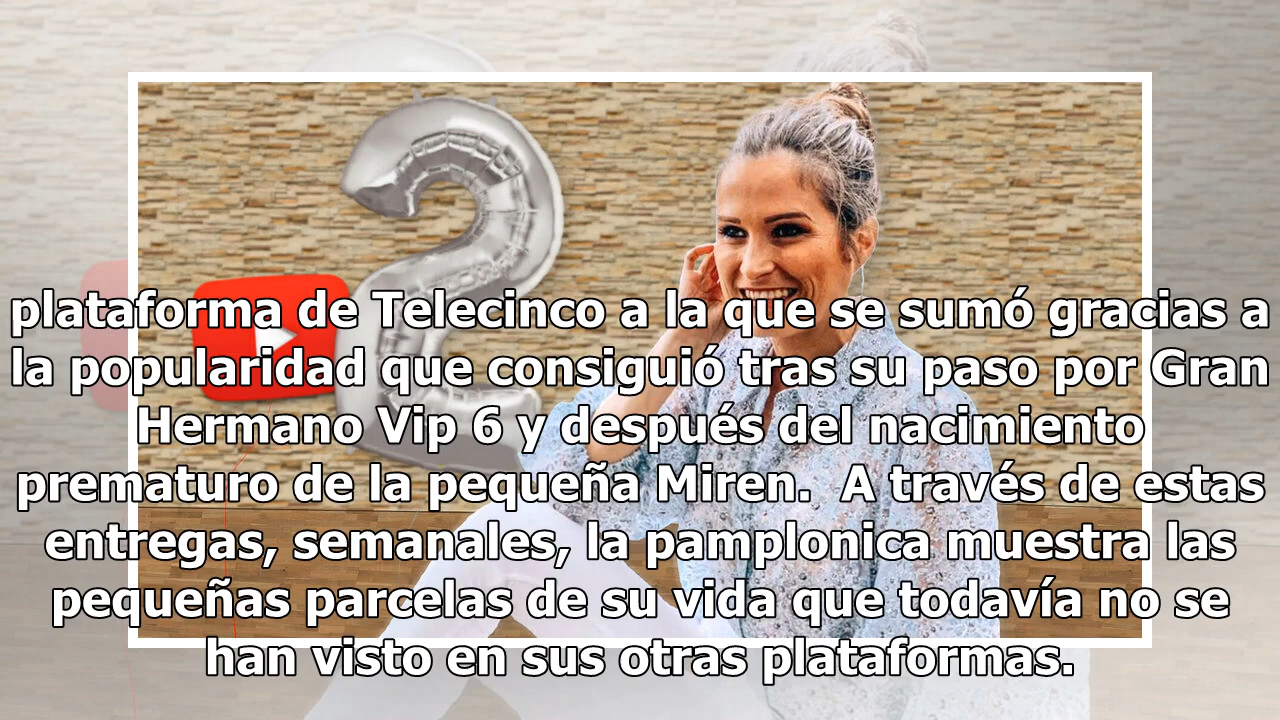 plataforma de Telecinco a la que se sumó gracias a
la popularidad que consiguió tras su paso por Gran
Hermano Vip 6 y después del nacimiento
prematuro de la pequeña Miren.  A través de estas
entregas, semanales, la pamplonica muestra las
pequeñas parcelas de su vida que todavía no se
han visto en sus otras plataformas.
2